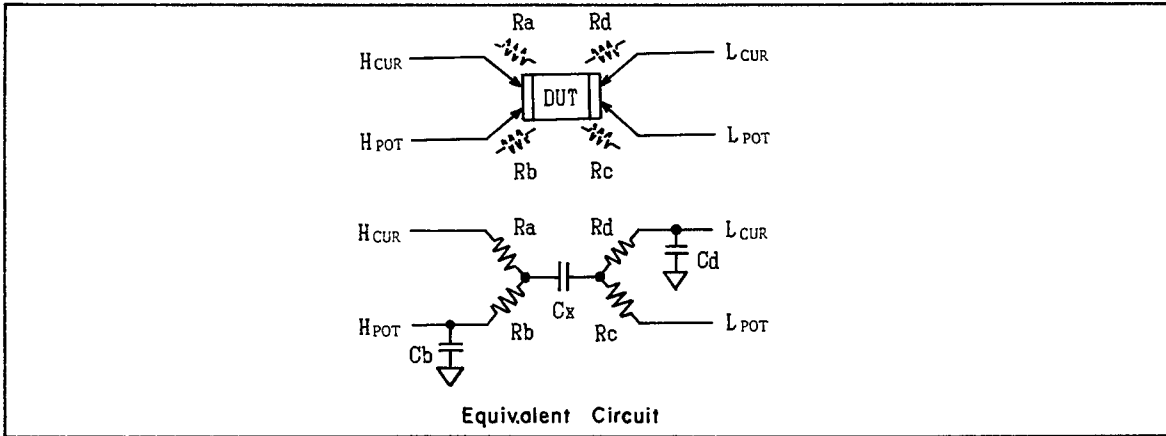 Ra Rd
HCUR LCUR
DUT
HPOT LPOT
Rb Rc
HCUR Ra Rd LCUR
Cd
Cx
HPOT Rb Rc LPOT
Cb
Equivalent Circuit